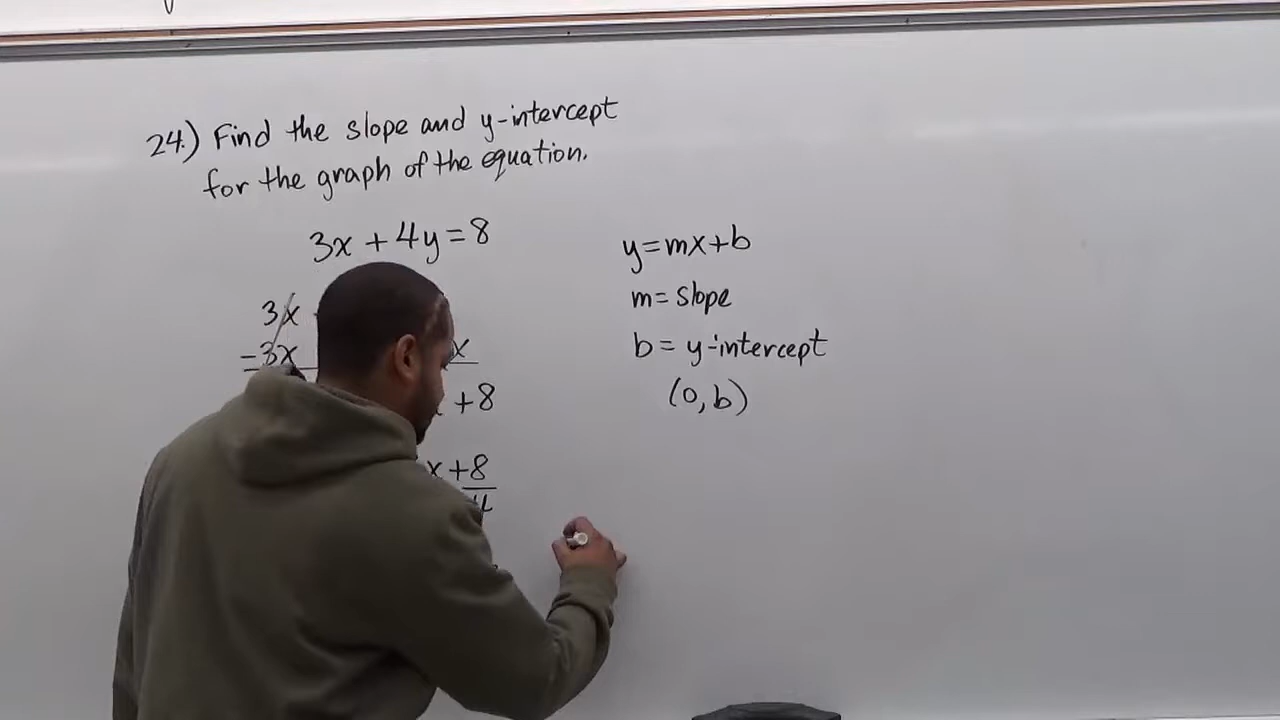 24.) Find the slope and y-intercept
for the graph of the equation.
3x + 4y = 8
3x
-3x x
+8
x+8
4
y=mx+b
m= slope
b= y-intercept
(0,b)